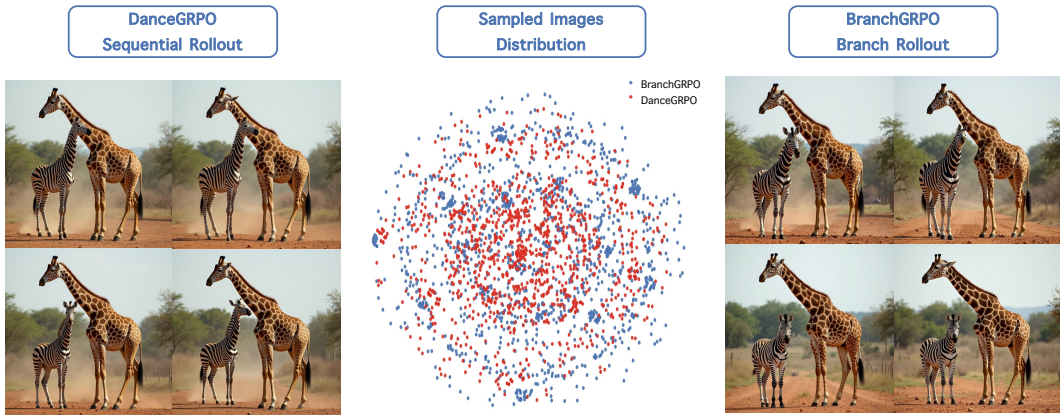 DanceGRPO
Sequential Rollout
Sampled Images
Distribution
BranchGRPO
Branch Rollout
BranchGRPO
DanceGRPO